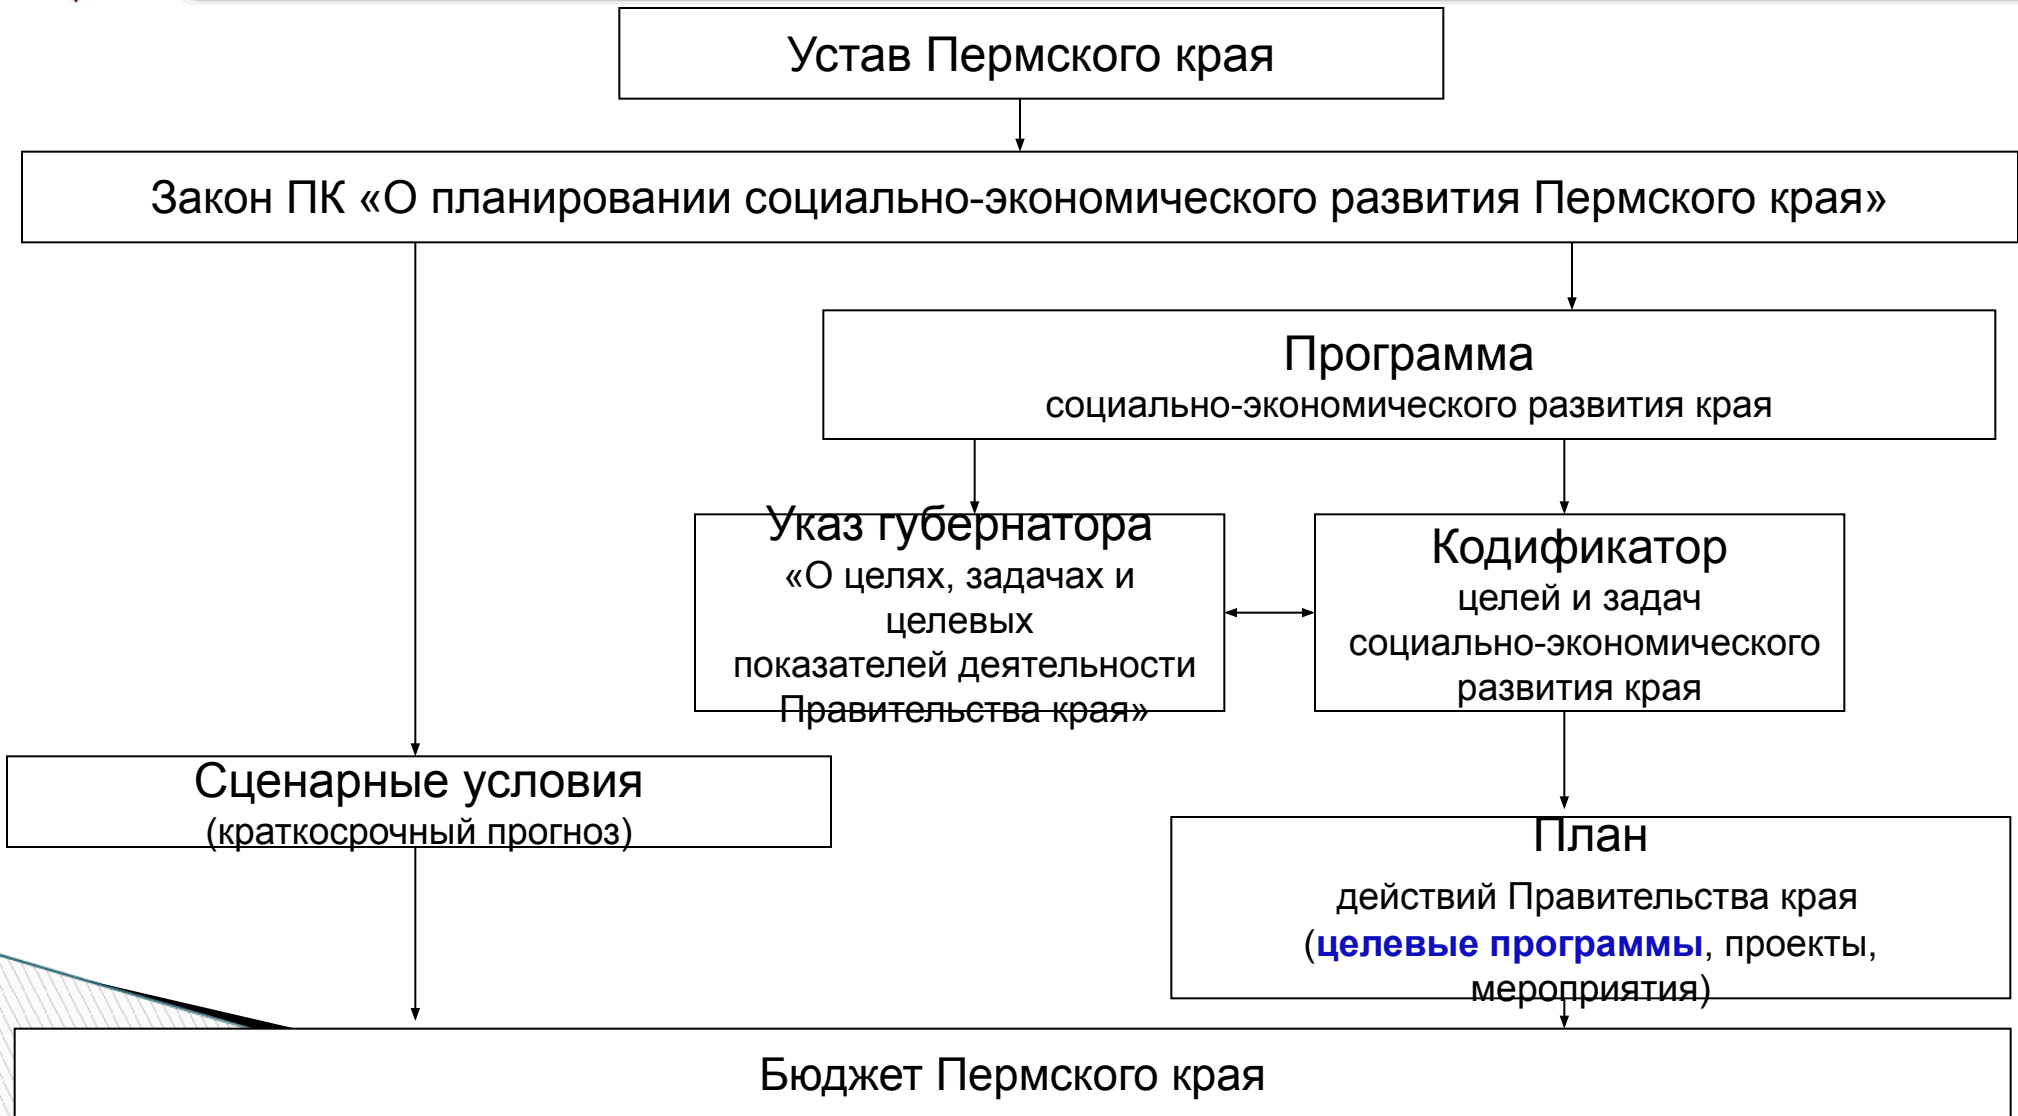 Устав Пермского края
Закон ПК «О планировании социально-экономического развития Пермского края»
Программа
социально-экономического развития края
Указ губернатора
«О целях, задачах и
целевых
показателей деятельности
Правительства края»
Кодификатор
целей и задач
социально-экономического
развития края
Сценарные условия
(краткосрочный прогноз)
План
действий Правительства края
(целевые программы, проекты,
мероприятия)
Бюджет Пермского края